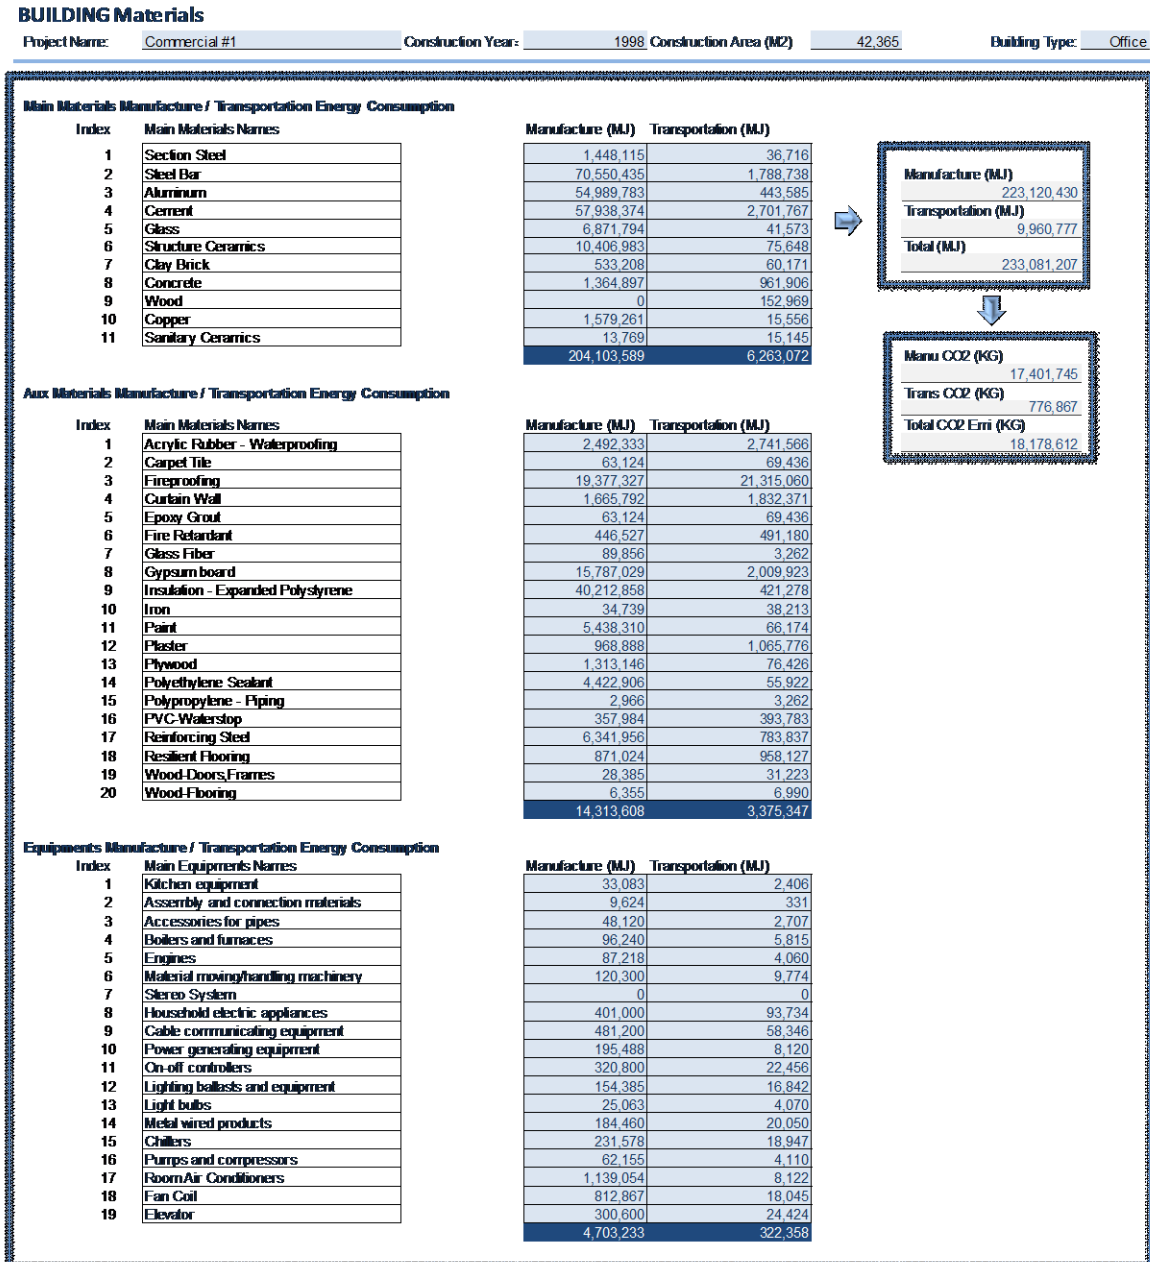 BUILDING Materials
Project Name: Commercial #1 Construction Year: 1998 Construction Area (M2) 42,365 Building Type: Office
Main Materials Manufacture / Transportation Energy Consumption
Index Main Materials Names Manufacture (MJ) Transportation (MJ)
1 Section Steel 1,448,115 36,716
2 Steel Bar 70,550,435 1,788,738
3 Aluminum 54,989,783 443,585
4 Cement 57,938,374 2,701,767
5 Glass 6,871,794 41,573
6 Structure Ceramics 10,406,983 75,648
7 Clay Brick 533,208 60,171
8 Concrete 1,364,897 961,906
9 Wood 0 152,969
10 Copper 1,579,261 15,556
11 Sanitary Ceramics 13,769 15,145
204,103,589 6,263,072
Manufacture (MJ)
223,120,430
Transportation (MJ)
9,960,777
Total (MJ)
233,081,207
Manu CO2 (KG)
17,401,745
Trans CO2 (KG)
776,867
Total CO2 Emi (KG)
18,178,612
Aux Materials Manufacture / Transportation Energy Consumption
Index Main Materials Names Manufacture (MJ) Transportation (MJ)
1 Acrylic Rubber - Waterproofing 2,492,333 2,741,566
2 Carpet Tile 63,124 69,436
3 Fireproofing 19,377,327 21,315,060
4 Curtain Wall 1,665,792 1,832,371
5 Epoxy Grout 63,124 69,436
6 Fire Retardant 446,527 491,180
7 Glass Fiber 89,856 3,262
8 Gypsum board 15,787,029 2,009,923
9 Insulation - Expanded Polystyrene 40,212,858 421,278
10 Iron 34,739 38,213
11 Paint 5,438,310 66,174
12 Plaster 968,888 1,065,776
13 Plywood 1,313,146 76,426
14 Polyethylene Sealant 4,422,906 55,922
15 Polypropylene - Piping 2,966 3,262
16 PVC-Waterstop 357,984 393,783
17 Reinforcing Steel 6,341,956 783,837
18 Resilient Flooring 871,024 958,127
19 Wood-Doors,Frames 28,385 31,223
20 Wood-Flooring 6,355 6,990
14,313,608 3,375,347
Equipments Manufacture / Transportation Energy Consumption
Index Main Equipments Names Manufacture (MJ) Transportation (MJ)
1 Kitchen equipment 33,083 2,406
2 Assembly and connection materials 9,624 331
3 Accessories for pipes 48,120 2,707
4 Boilers and furnaces 96,240 5,815
5 Engines 87,218 4,060
6 Material moving/handling machinery 120,300 9,774
7 Stereo System 0 0
8 Household electric appliances 401,000 93,734
9 Cable communicating equipment 481,200 58,346
10 Power generating equipment 195,488 8,120
11 On-off controllers 320,800 22,456
12 Lighting ballasts and equipment 154,385 16,842
13 Light bulbs 25,063 4,070
14 Metal wired products 184,460 20,050
15 Chillers 231,578 18,947
16 Pumps and compressors 62,155 4,110
17 Room Air Conditioners 1,139,054 8,122
18 Fan Coil 812,867 18,045
19 Elevator 300,600 24,424
4,703,233 322,358